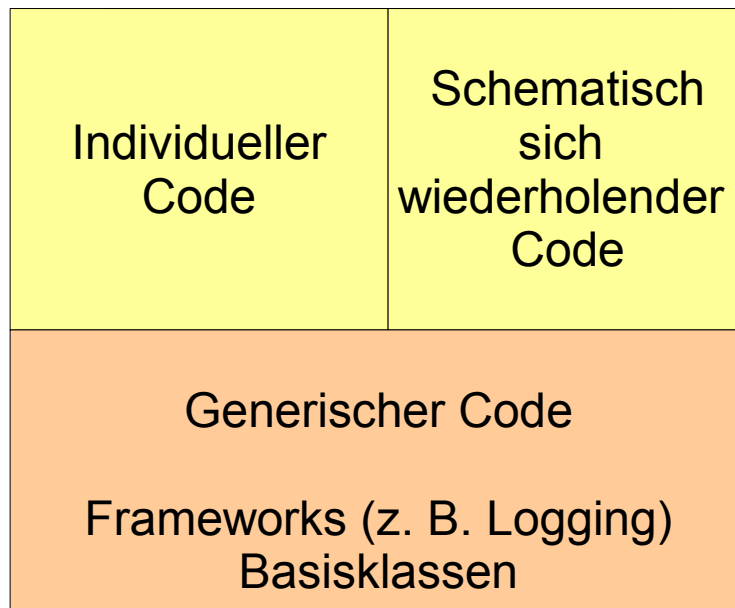 Individueller
Code
Schematisch
sich
wiederholender
Code
Generischer Code
Frameworks (z. B. Logging)
Basisklassen